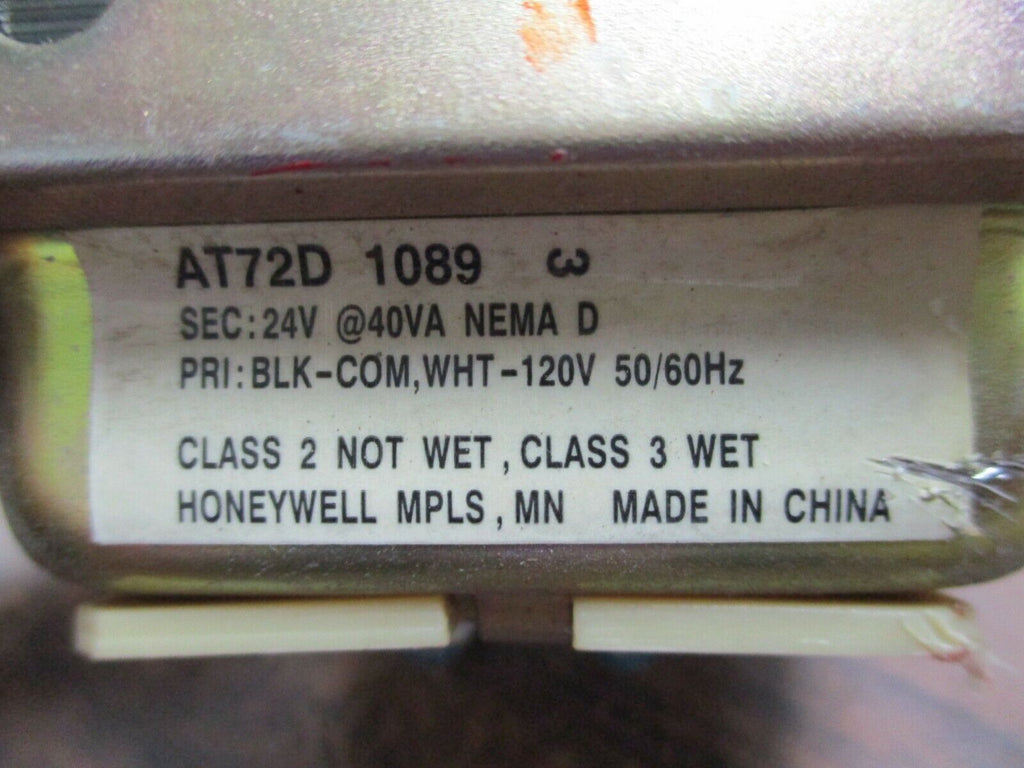 AT72D 1089 3
SEC:24V @40VA NEMA D
PRI:BLK-COM,WHT-120V 50/60Hz
CLASS 2 NOT WET, CLASS 3 WET
HONEYWELL MPLS, MN MADE IN CHINA